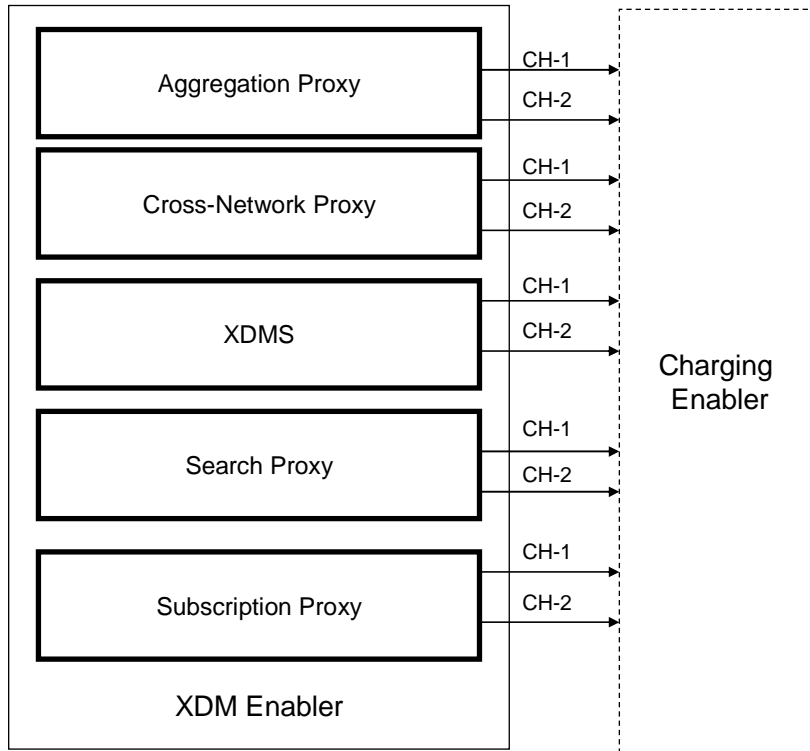 Aggregation Proxy
CH-1
CH-2
Cross-Network Proxy
CH-1
CH-2
XDMS
CH-1
CH-2
Search Proxy
CH-1
CH-2
Subscription Proxy
CH-1
CH-2
XDM Enabler
Charging
Enabler